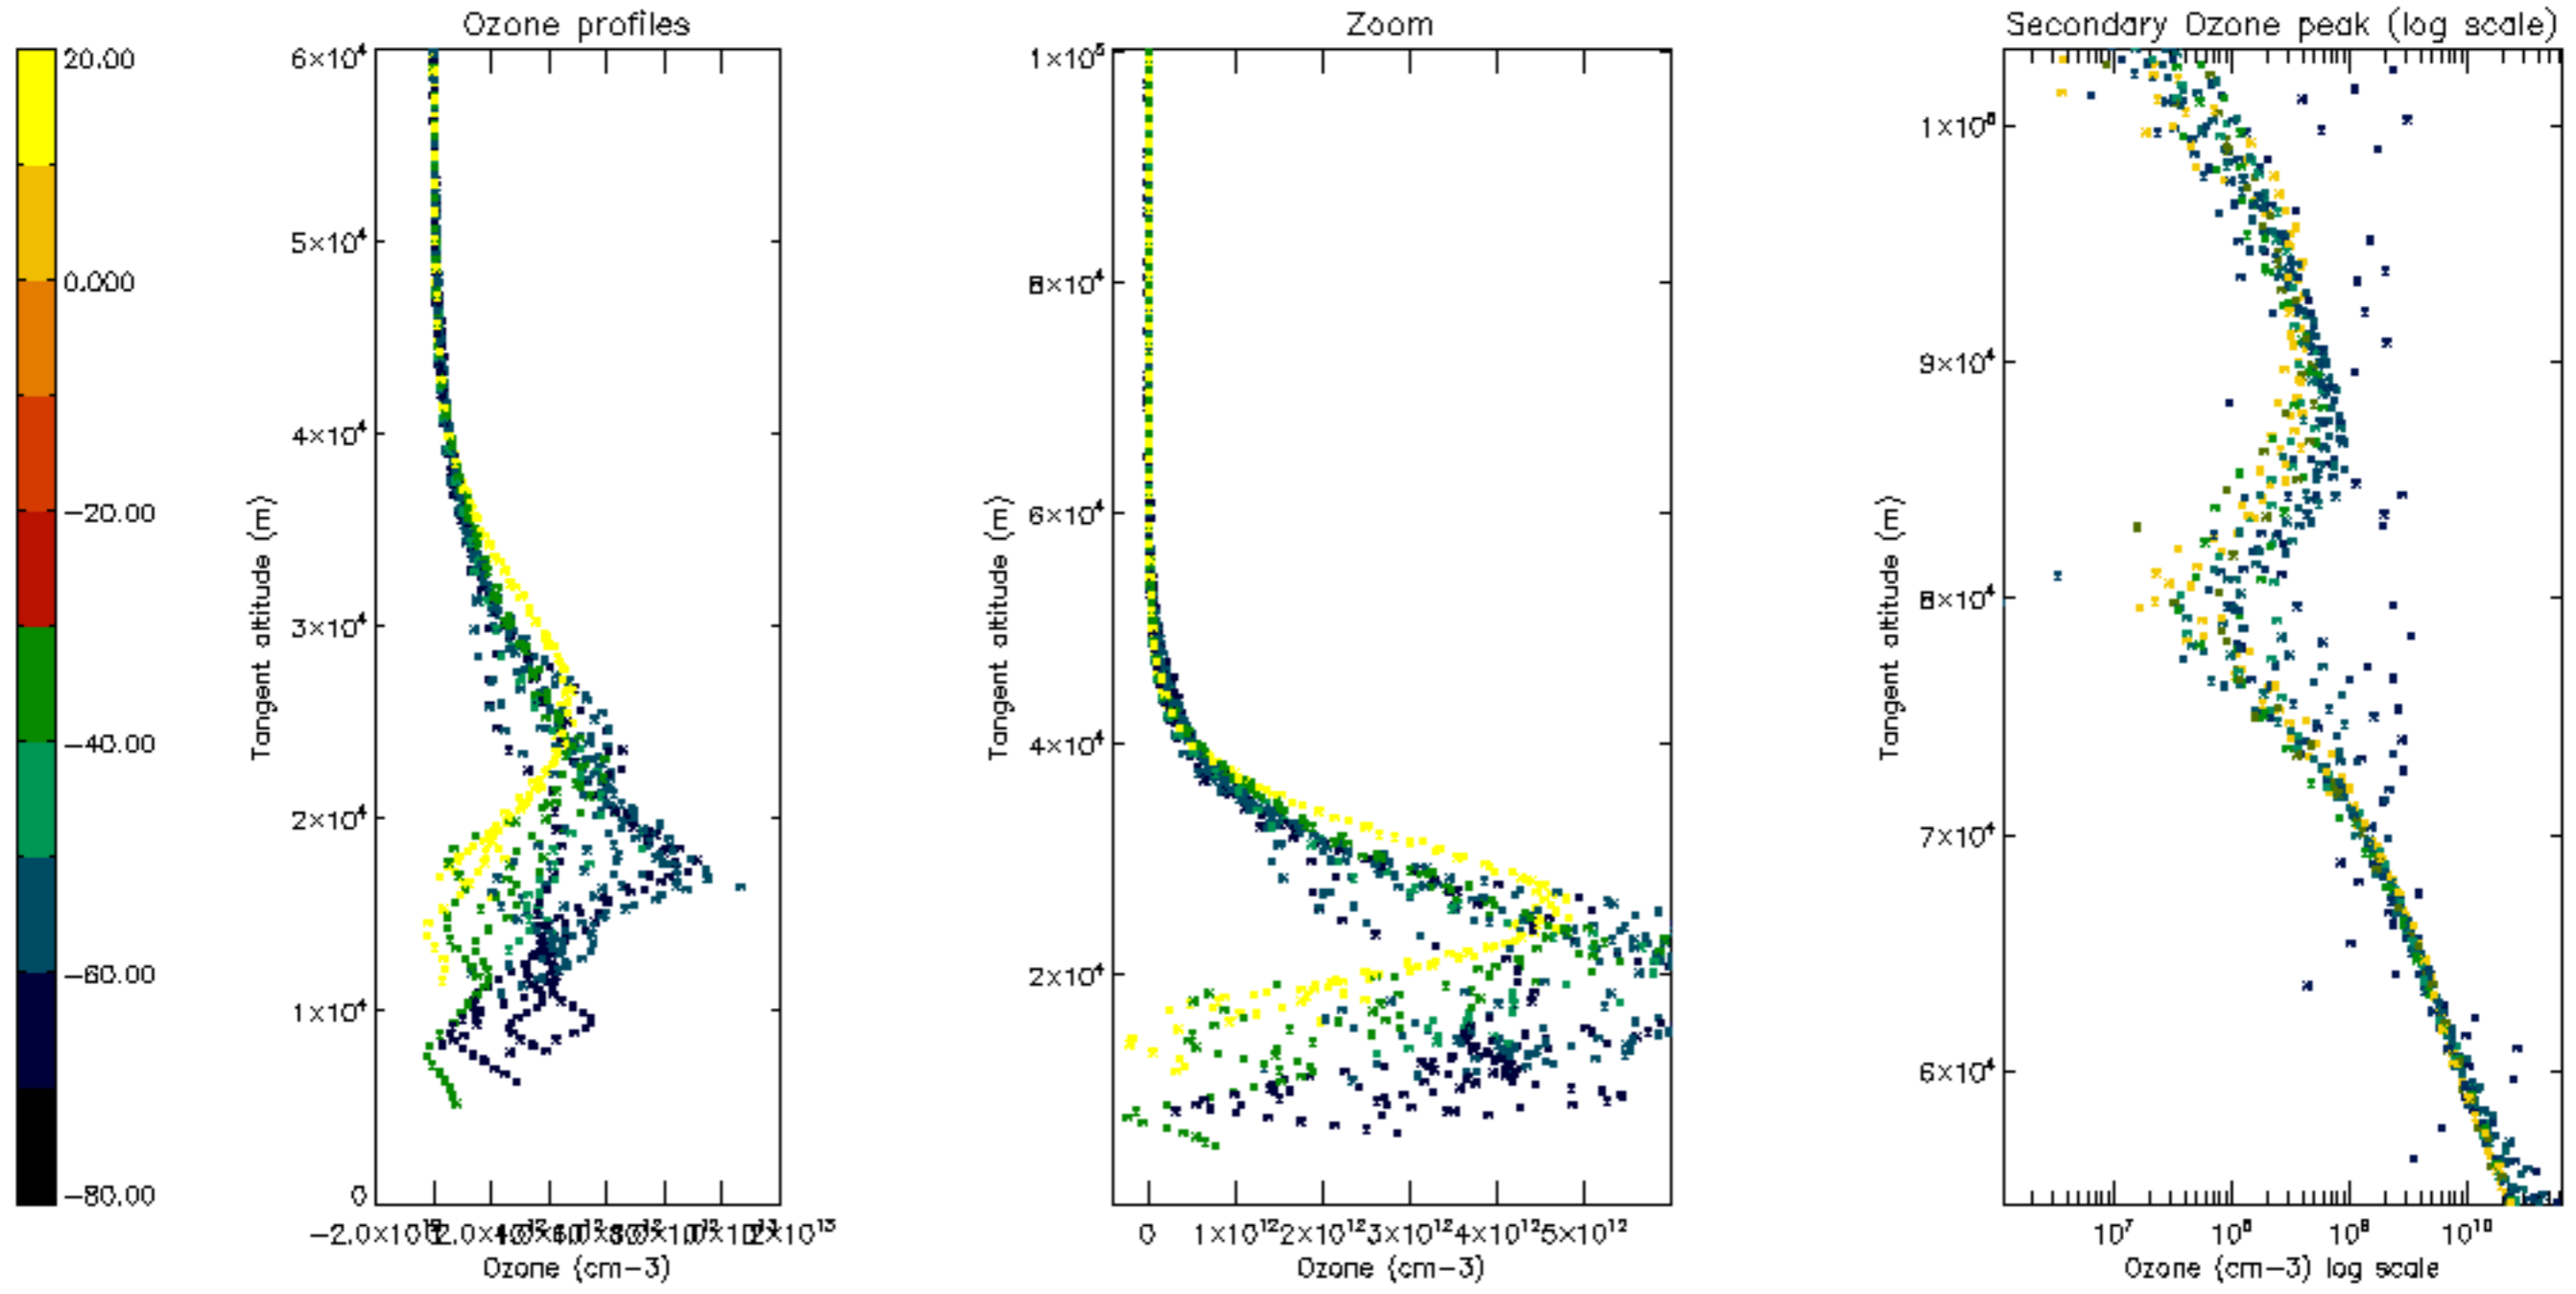 Ozone profiles
Zoom
Secondary Ozone peak (log scale)
20.00
0.000
−20.00
−40.00
−60.00
−80.00
6×10⁴
5×10⁴
4×10⁴
3×10⁴
2×10⁴
1×10⁴
0
Tangent altitude (m)
Ozone (cm−3)
1×10⁵
8×10⁴
6×10⁴
4×10⁴
2×10⁴
Tangent altitude (m)
0 1×10¹² 2×10¹² 3×10¹² 4×10¹² 5×10¹²
Ozone (cm−3)
1×10⁵
9×10⁴
8×10⁴
7×10⁴
6×10⁴
Tangent altitude (m)
10⁷ 10⁸ 10⁹ 10¹⁰
Ozone (cm−3) log scale